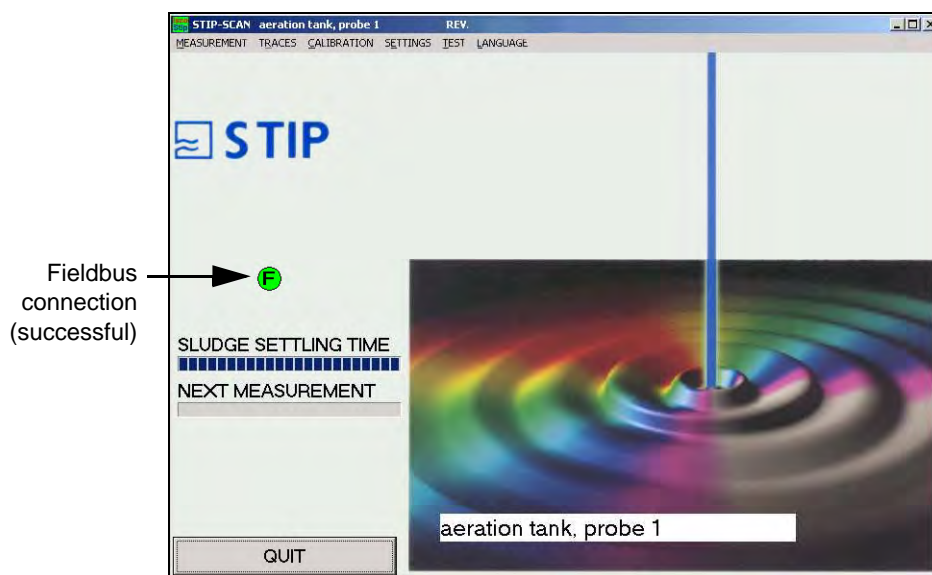 STIP-SCAN aeration tank, probe 1 REV.
MEASUREMENT TRACES CALIBRATION SETTINGS TEST LANGUAGE
STIP
Fieldbus
connection
(successful)
F
SLUDGE SETTLING TIME
NEXT MEASUREMENT
aeration tank, probe 1
QUIT